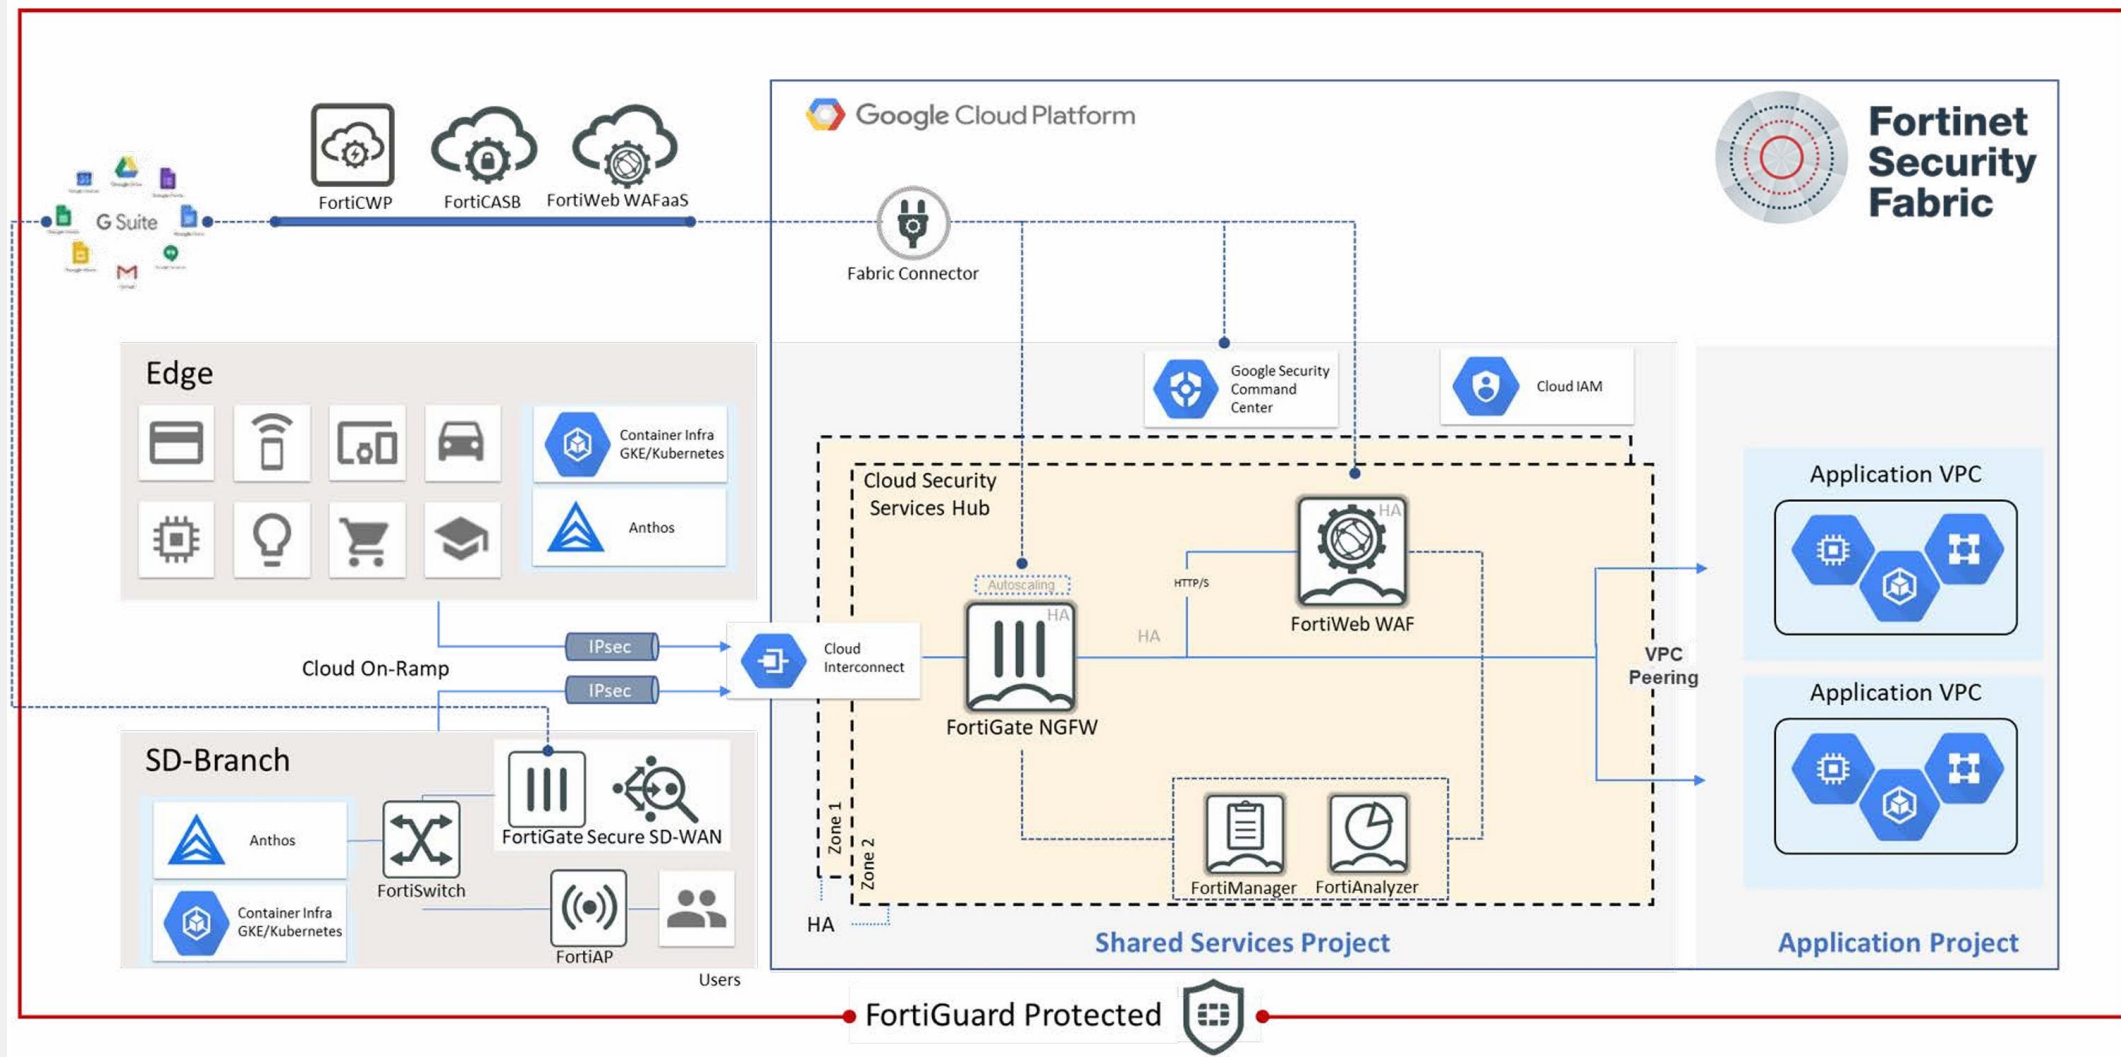 Google Cloud Platform
Fortinet
Security
Fabric
FortiCWP
FortiCASB
FortiWeb WAFaaS
G Suite
Fabric Connector
Edge
Container Infra
GKE/Kubernetes
Anthos
Google Security
Command
Center
Cloud IAM
Cloud Security
Services Hub
Autoscaling
HA
HA
HTTP/S
HA
FortiWeb WAF
FortiGate NGFW
IPsec
Cloud On-Ramp
IPsec
Cloud
Interconnect
VPC
Peering
Application VPC
Application VPC
SD-Branch
Anthos
Container Infra
GKE/Kubernetes
FortiSwitch
FortiGate Secure SD-WAN
FortiAP
Users
Zone 1
Zone 2
HA
FortiManager
FortiAnalyzer
Shared Services Project
Application Project
FortiGuard Protected